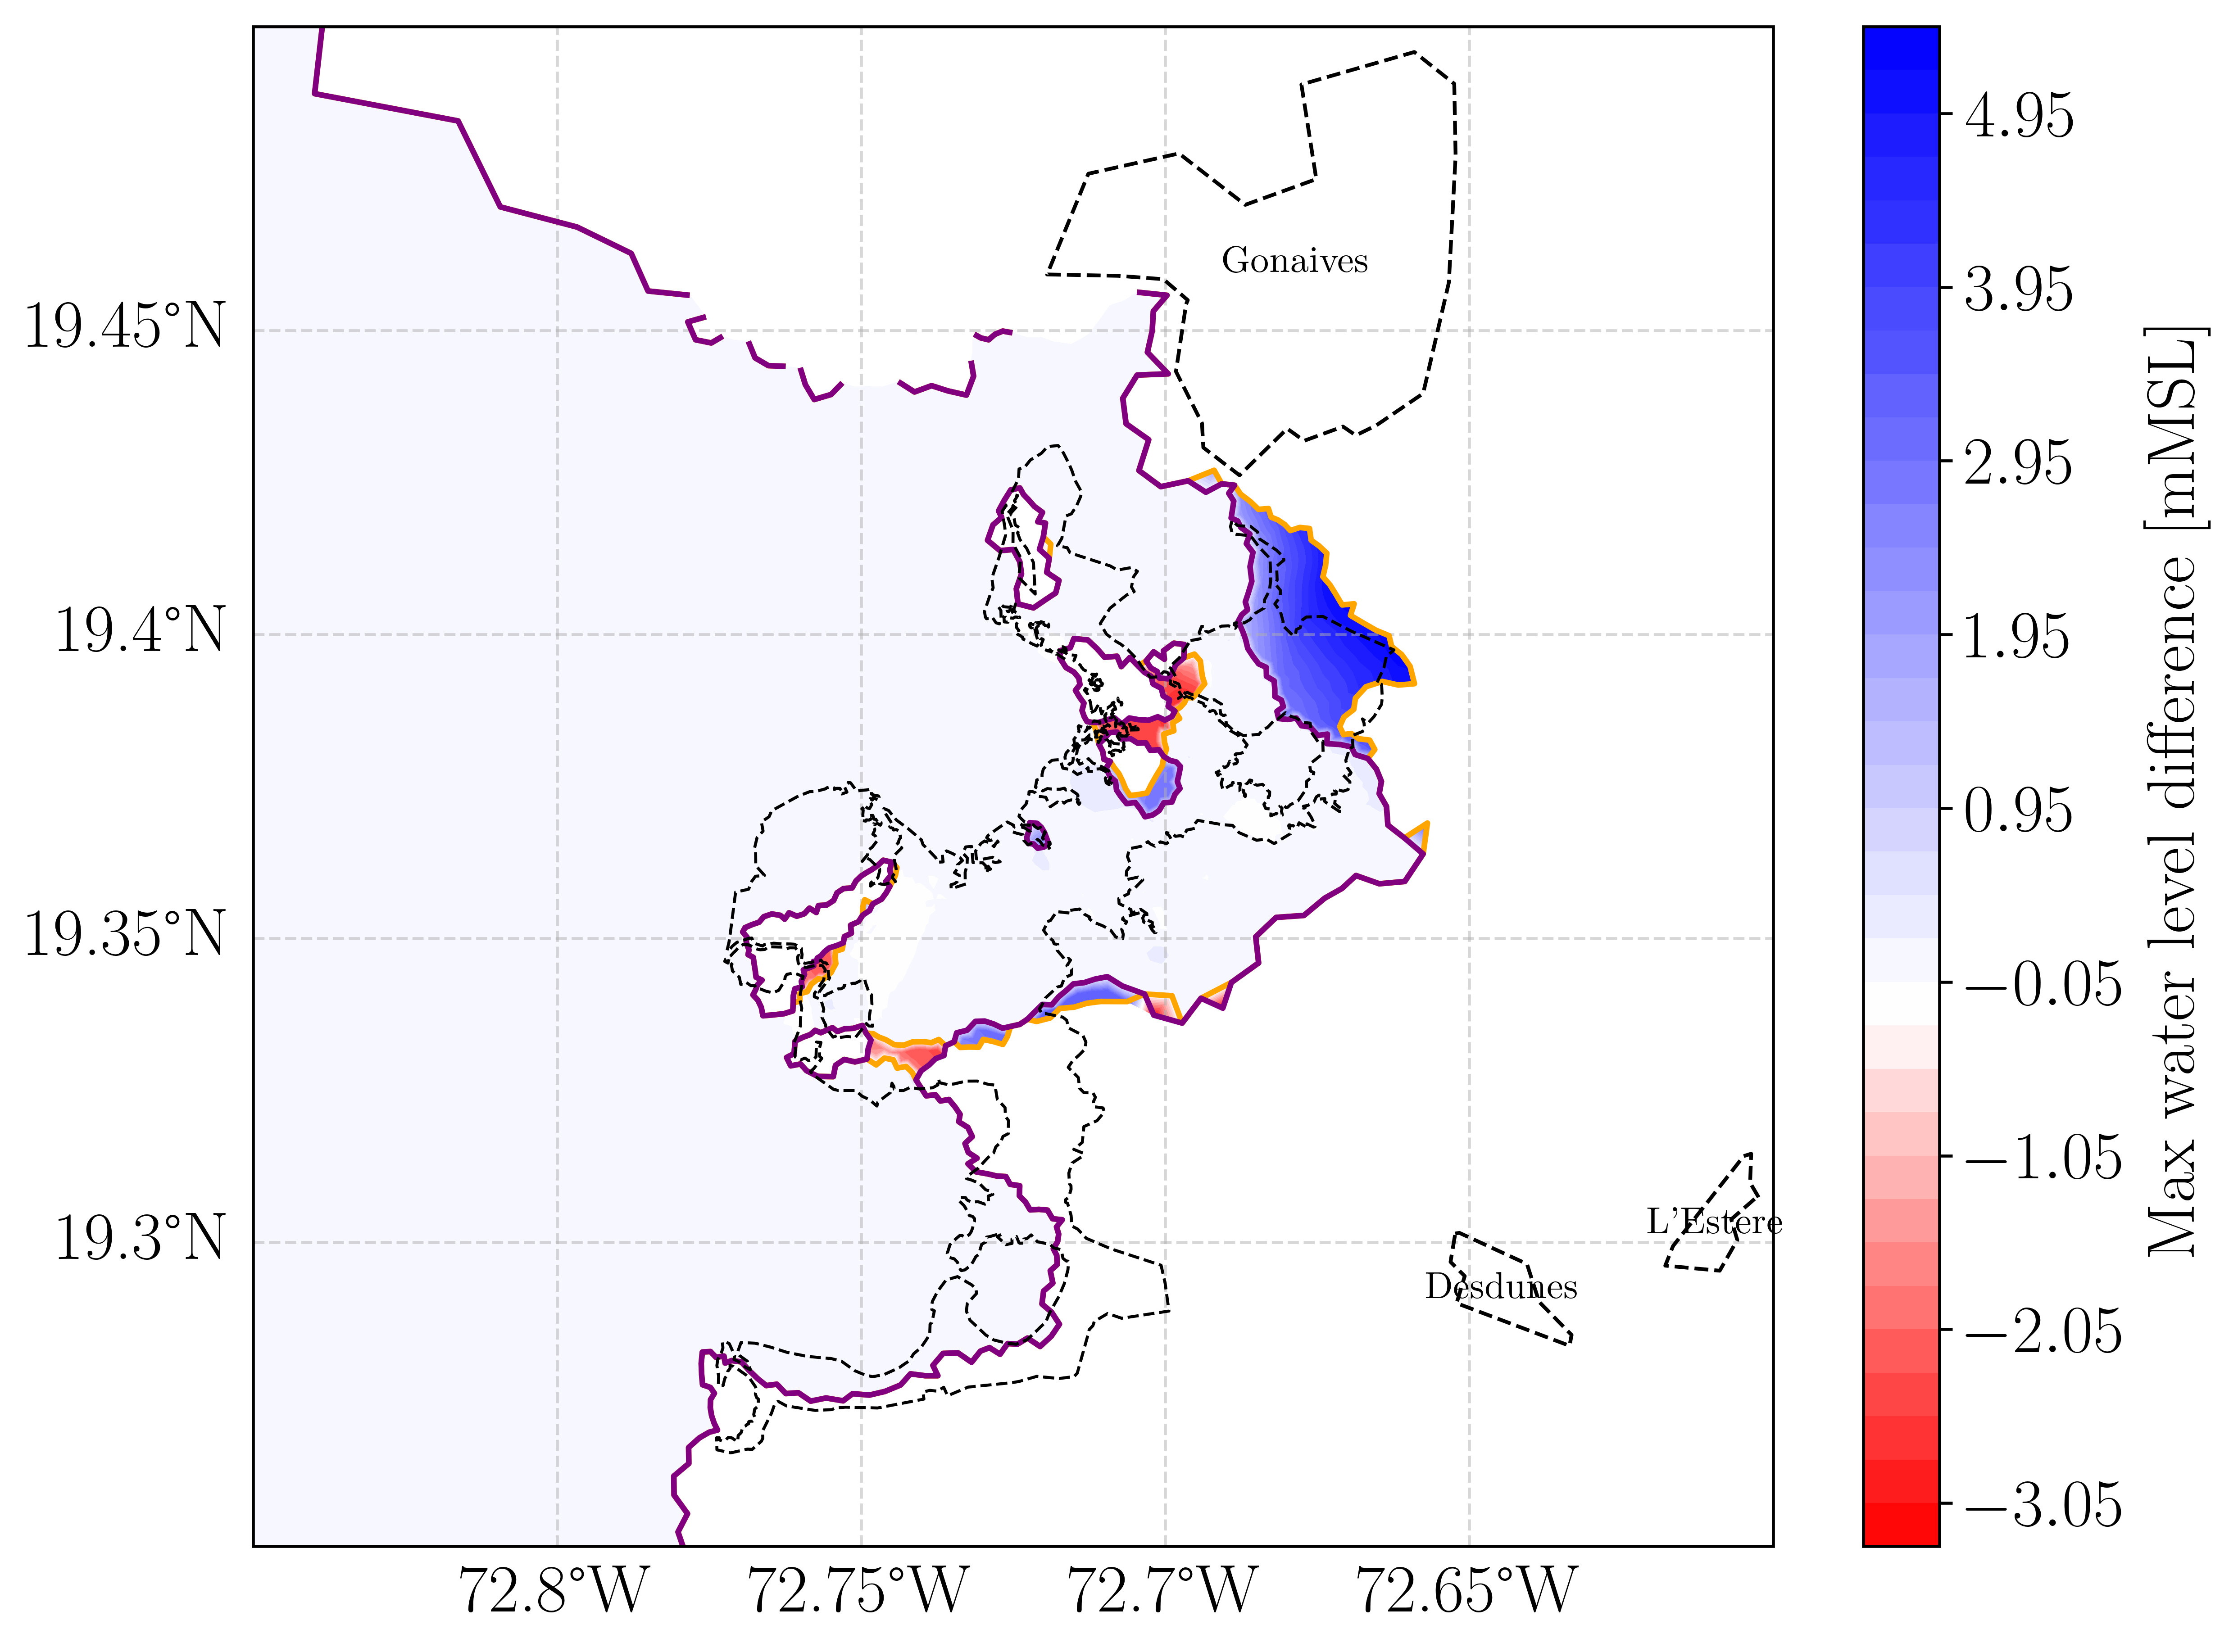 Gonaives
L'Estere
Desdunes
19.45°N
19.4°N
19.35°N
19.3°N
72.8°W
72.75°W
72.7°W
72.65°W
4.95
3.95
2.95
1.95
0.95
−0.05
−1.05
−2.05
−3.05
Max water level difference [mMSL]